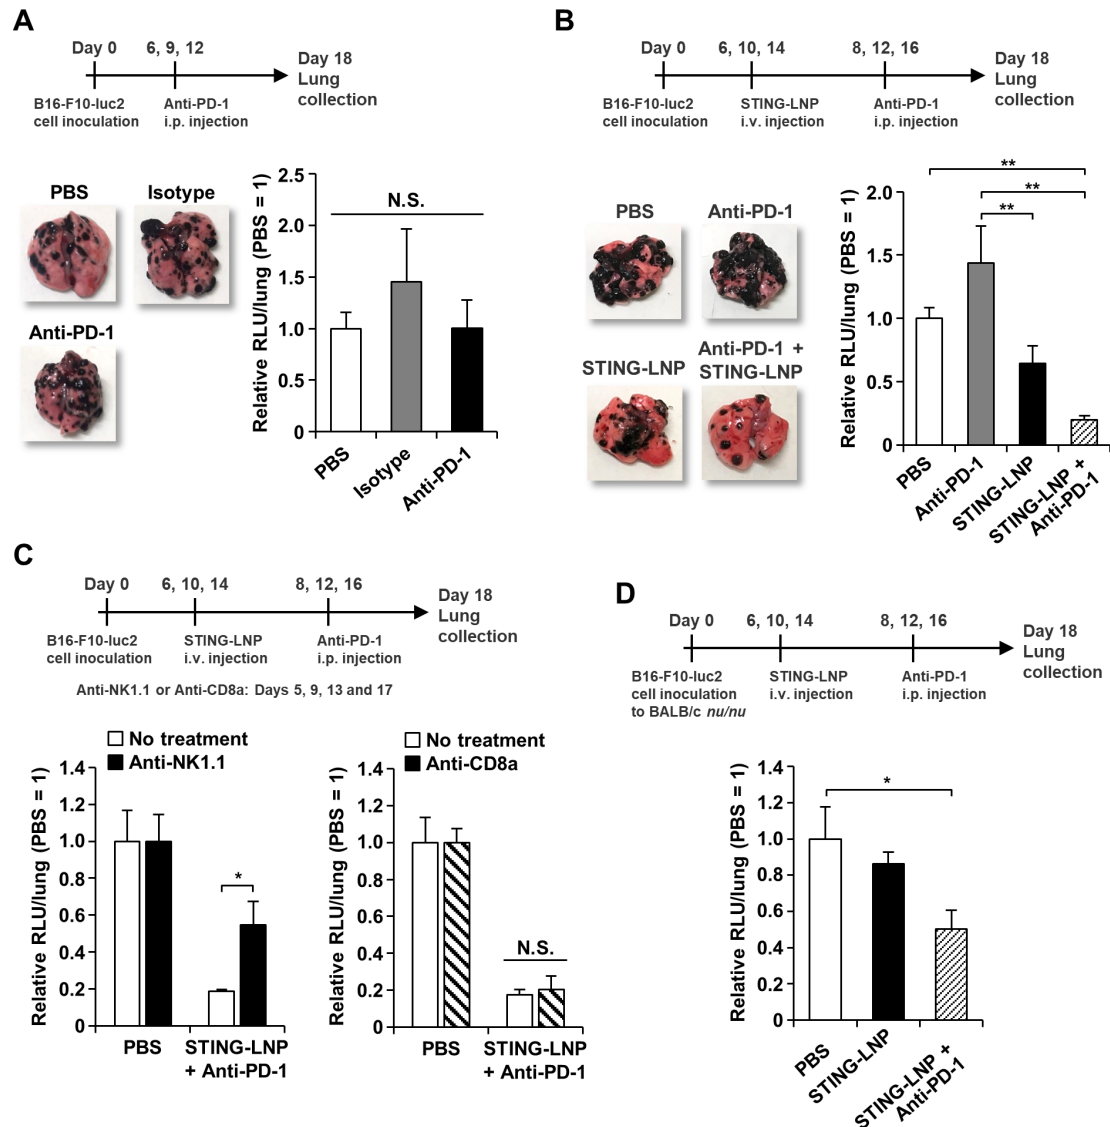 A
Day 0
6, 9, 12
Day 18
Lung
collection
B16-F10-luc2
cell inoculation
Anti-PD-1
i.p. injection
PBS
Isotype
Anti-PD-1
Relative RLU/lung (PBS = 1)
2.5
2.0
1.5
1.0
0.5
0
N.S.
PBS
Isotype
Anti-PD-1
B
Day 0
6, 10, 14
8, 12, 16
Day 18
Lung
collection
B16-F10-luc2
cell inoculation
STING-LNP
i.v. injection
Anti-PD-1
i.p. injection
PBS
Anti-PD-1
STING-LNP
Anti-PD-1 +
STING-LNP
Relative RLU/lung (PBS = 1)
2.0
1.5
1.0
0.5
0
**
**
**
PBS
Anti-PD-1
STING-LNP
STING-LNP +
Anti-PD-1
C
Day 0
6, 10, 14
8, 12, 16
Day 18
Lung
collection
B16-F10-luc2
cell inoculation
STING-LNP
i.v. injection
Anti-PD-1
i.p. injection
Anti-NK1.1 or Anti-CD8a: Days 5, 9, 13 and 17
No treatment
Anti-NK1.1
Relative RLU/lung (PBS = 1)
1.4
1.2
1.0
0.8
0.6
0.4
0.2
0
*
PBS
STING-LNP
+ Anti-PD-1
No treatment
Anti-CD8a
Relative RLU/lung (PBS = 1)
1.4
1.2
1.0
0.8
0.6
0.4
0.2
0
N.S.
PBS
STING-LNP
+ Anti-PD-1
D
Day 0
6, 10, 14
8, 12, 16
Day 18
Lung
collection
B16-F10-luc2
cell inoculation
to BALB/c nu/nu
STING-LNP
i.v. injection
Anti-PD-1
i.p. injection
Relative RLU/lung (PBS = 1)
1.4
1.2
1.0
0.8
0.6
0.4
0.2
0
*
PBS
STING-LNP
STING-LNP +
Anti-PD-1